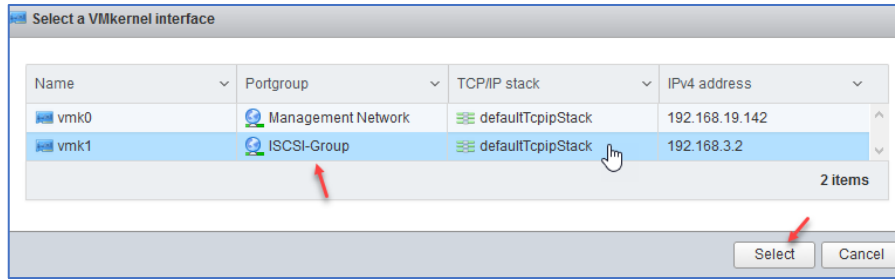 Select a VMkernel interface
Name Portgroup TCP/IP stack IPv4 address
vmk0 Management Network defaultTcpipStack 192.168.19.142
vmk1 ISCSI-Group defaultTcpipStack 192.168.3.2
2 items
Select Cancel